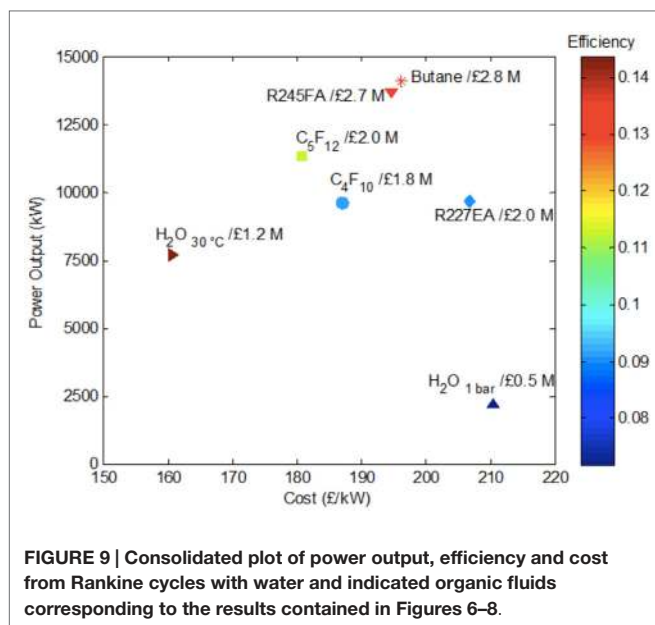 Efficiency
15000
12500
10000
7500
5000
2500
0
Power Output (kW)
150 160 170 180 190 200 210 220
Cost (£/kW)
Butane /£2.8 M
R245FA /£2.7 M
C5F12 /£2.0 M
C4F10 /£1.8 M
R227EA /£2.0 M
H2O 30 °C /£1.2 M
H2O 1 bar /£0.5 M
0.14
0.13
0.12
0.11
0.1
0.09
0.08
FIGURE 9 | Consolidated plot of power output, efficiency and cost
from Rankine cycles with water and indicated organic fluids
corresponding to the results contained in Figures 6–8.